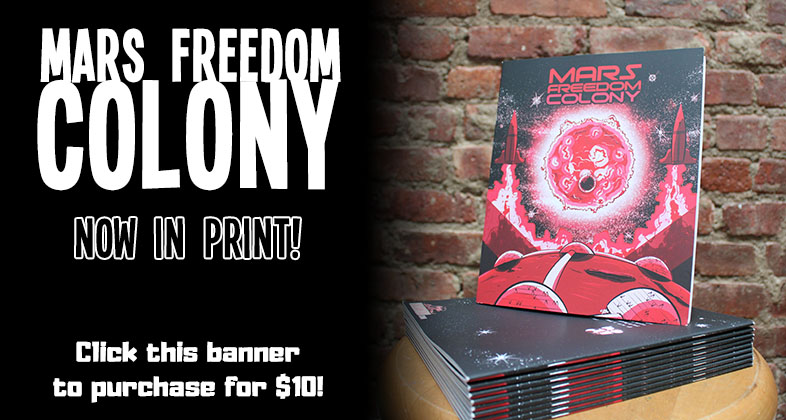 MARS FREEDOM
COLONY
NOW IN PRINT!
Click this banner
to purchase for $10!
MARS
FREEDOM
COLONY